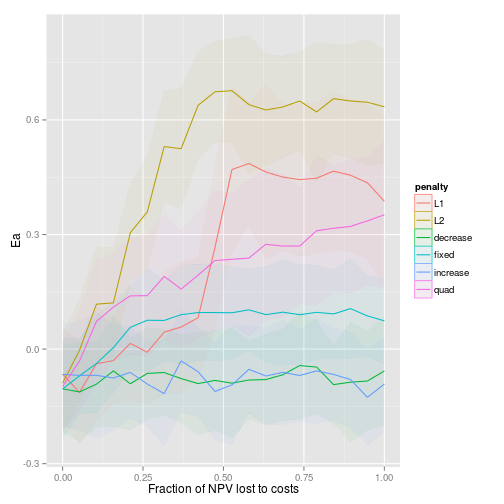 0.6
0.3
0.0
-0.3
Ea
0.00
0.25
0.50
0.75
1.00
Fraction of NPV lost to costs
penalty
L1
L2
decrease
fixed
increase
quad